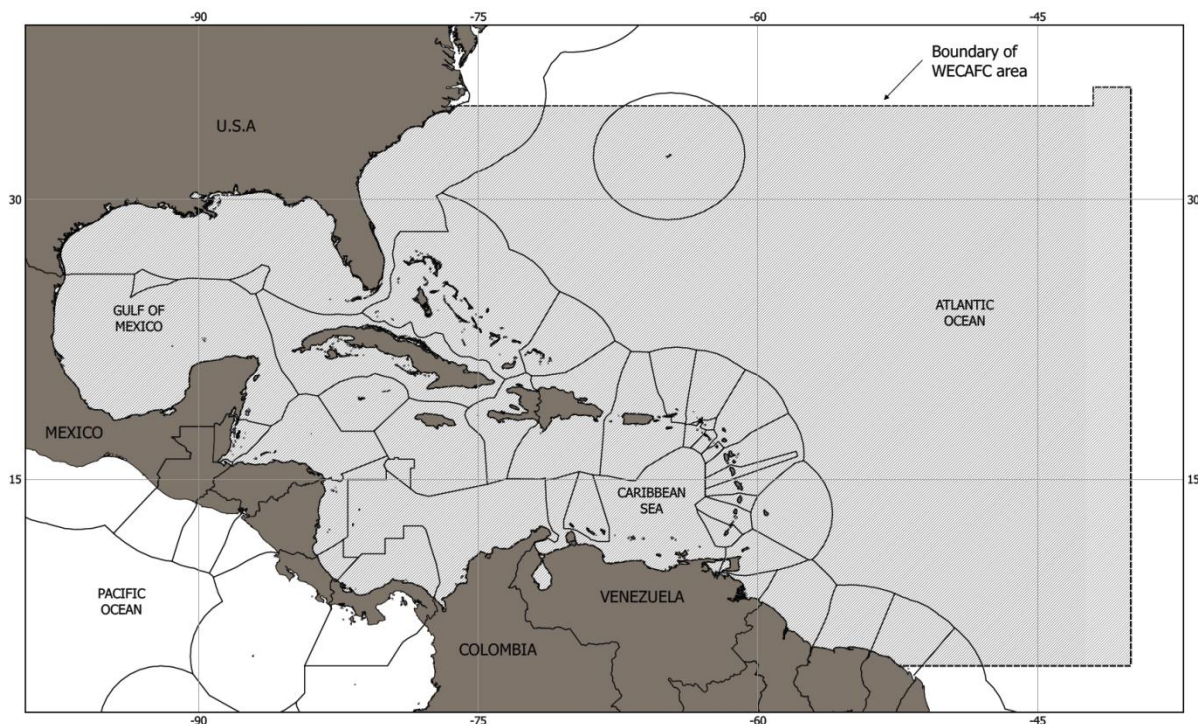 -90 -75 -60 -45
Boundary of
WECAFC area
U.S.A
30 30
GULF OF
MEXICO
ATLANTIC
OCEAN
MEXICO
15 15
CARIBBEAN
SEA
PACIFIC
OCEAN
VENEZUELA
COLOMBIA
-90 -75 -60 -45